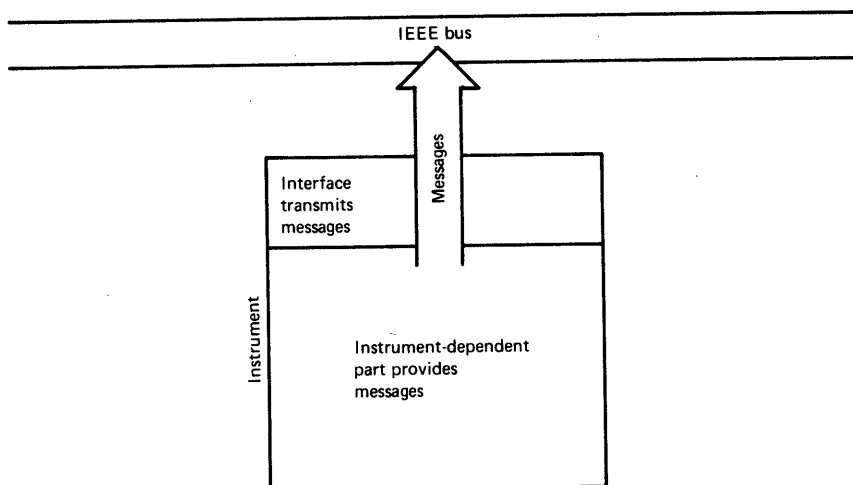 IEEE bus
Messages
Interface
transmits
messages
Instrument
Instrument-dependent
part provides
messages